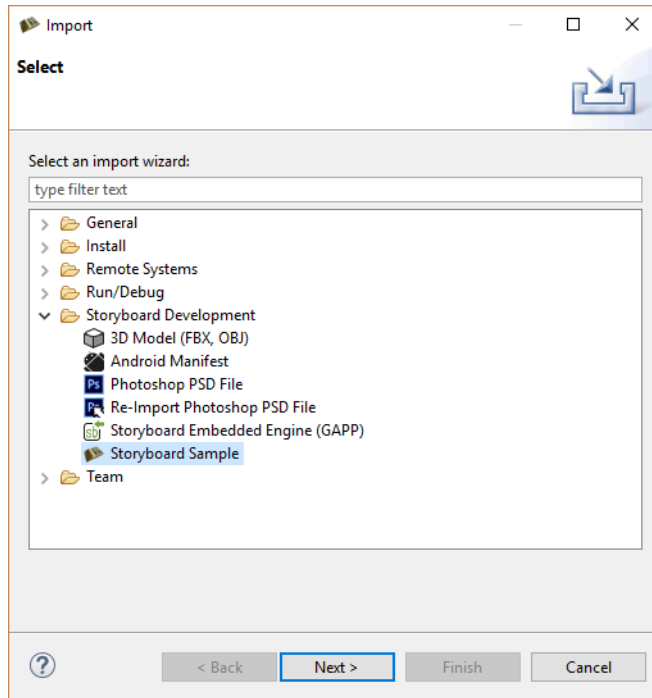 Import
Select
Select an import wizard:
type filter text
General
Install
Remote Systems
Run/Debug
Storyboard Development
3D Model (FBX, OBJ)
Android Manifest
Ps Photoshop PSD File
Re-Import Photoshop PSD File
sb Storyboard Embedded Engine (GAPP)
Storyboard Sample
Team
? < Back Next > Finish Cancel